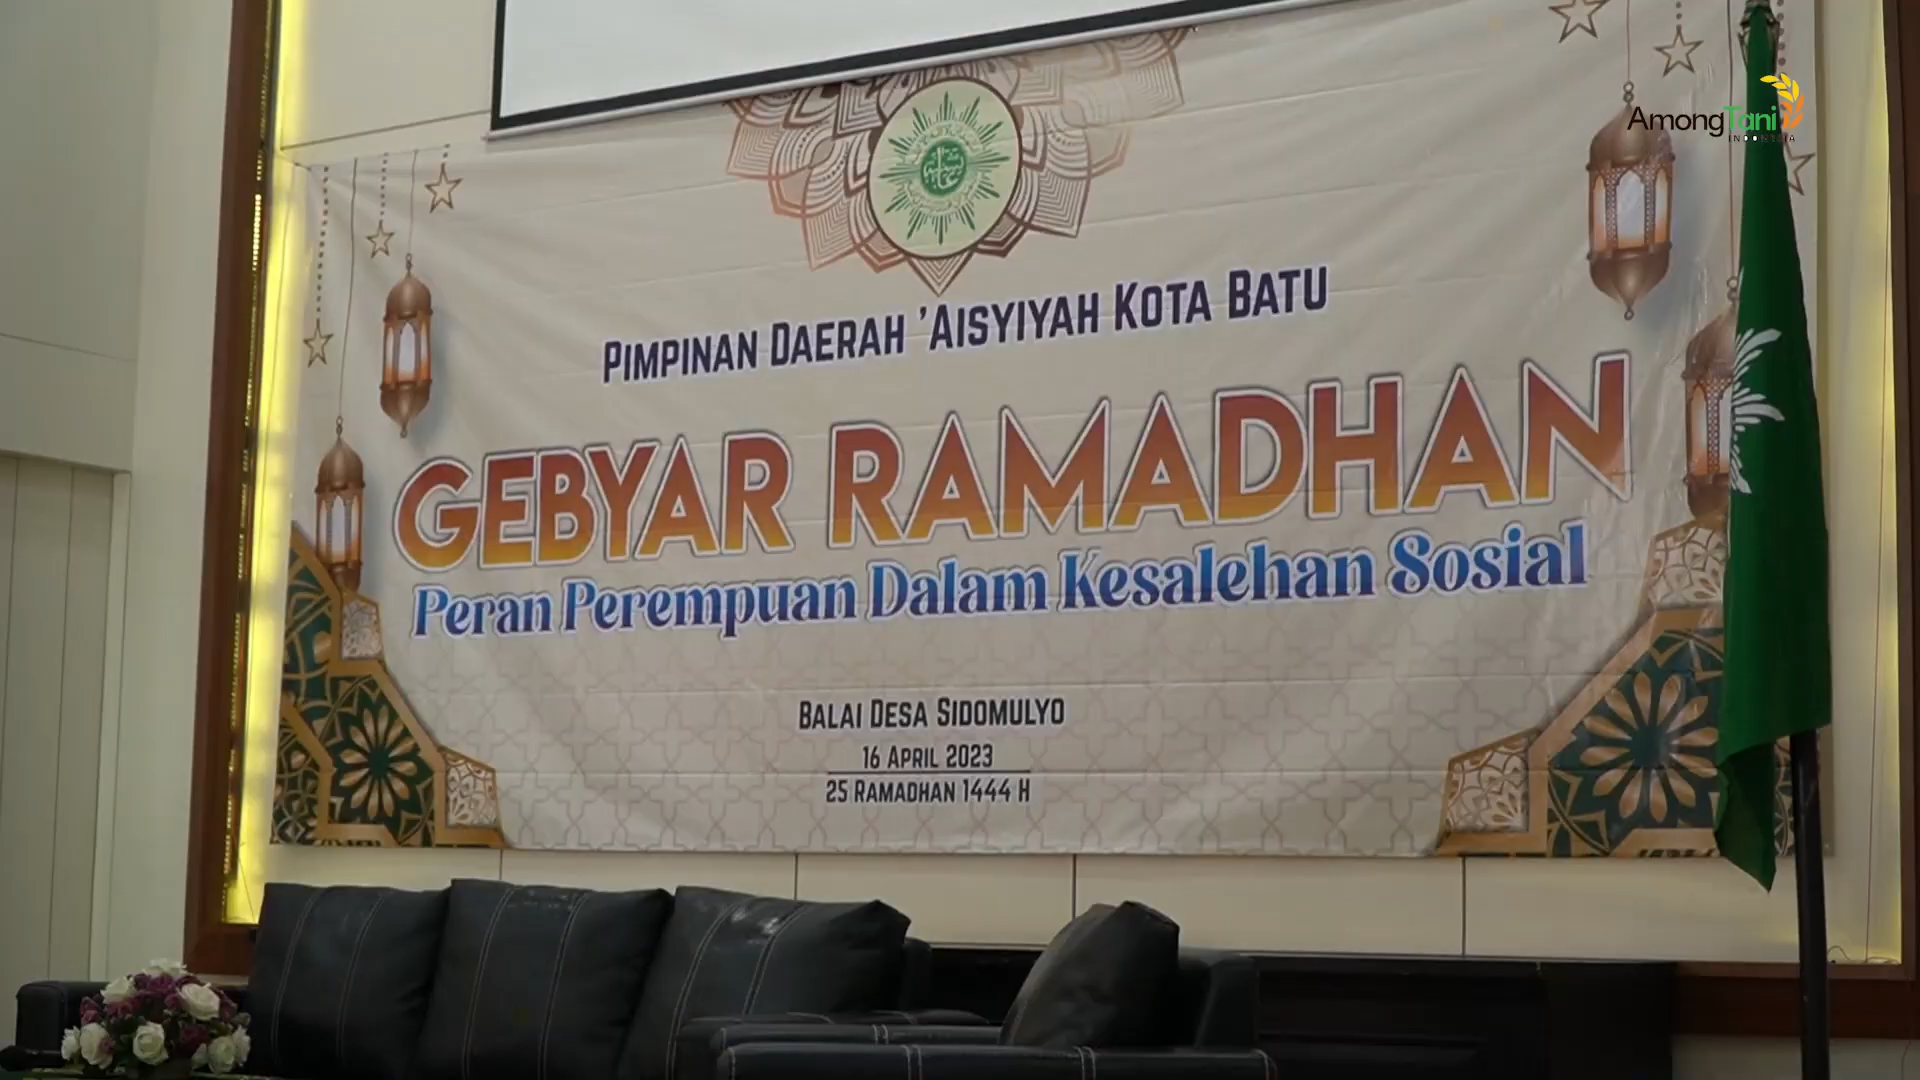 AmongTani
INDONESIA
PIMPINAN DAERAH 'AISYIYAH KOTA BATU
GEBYAR RAMADHAN
Peran Perempuan Dalam Kesalehan Sosial
BALAI DESA SIDOMULYO
16 APRIL 2023
25 RAMADHAN 1444 H